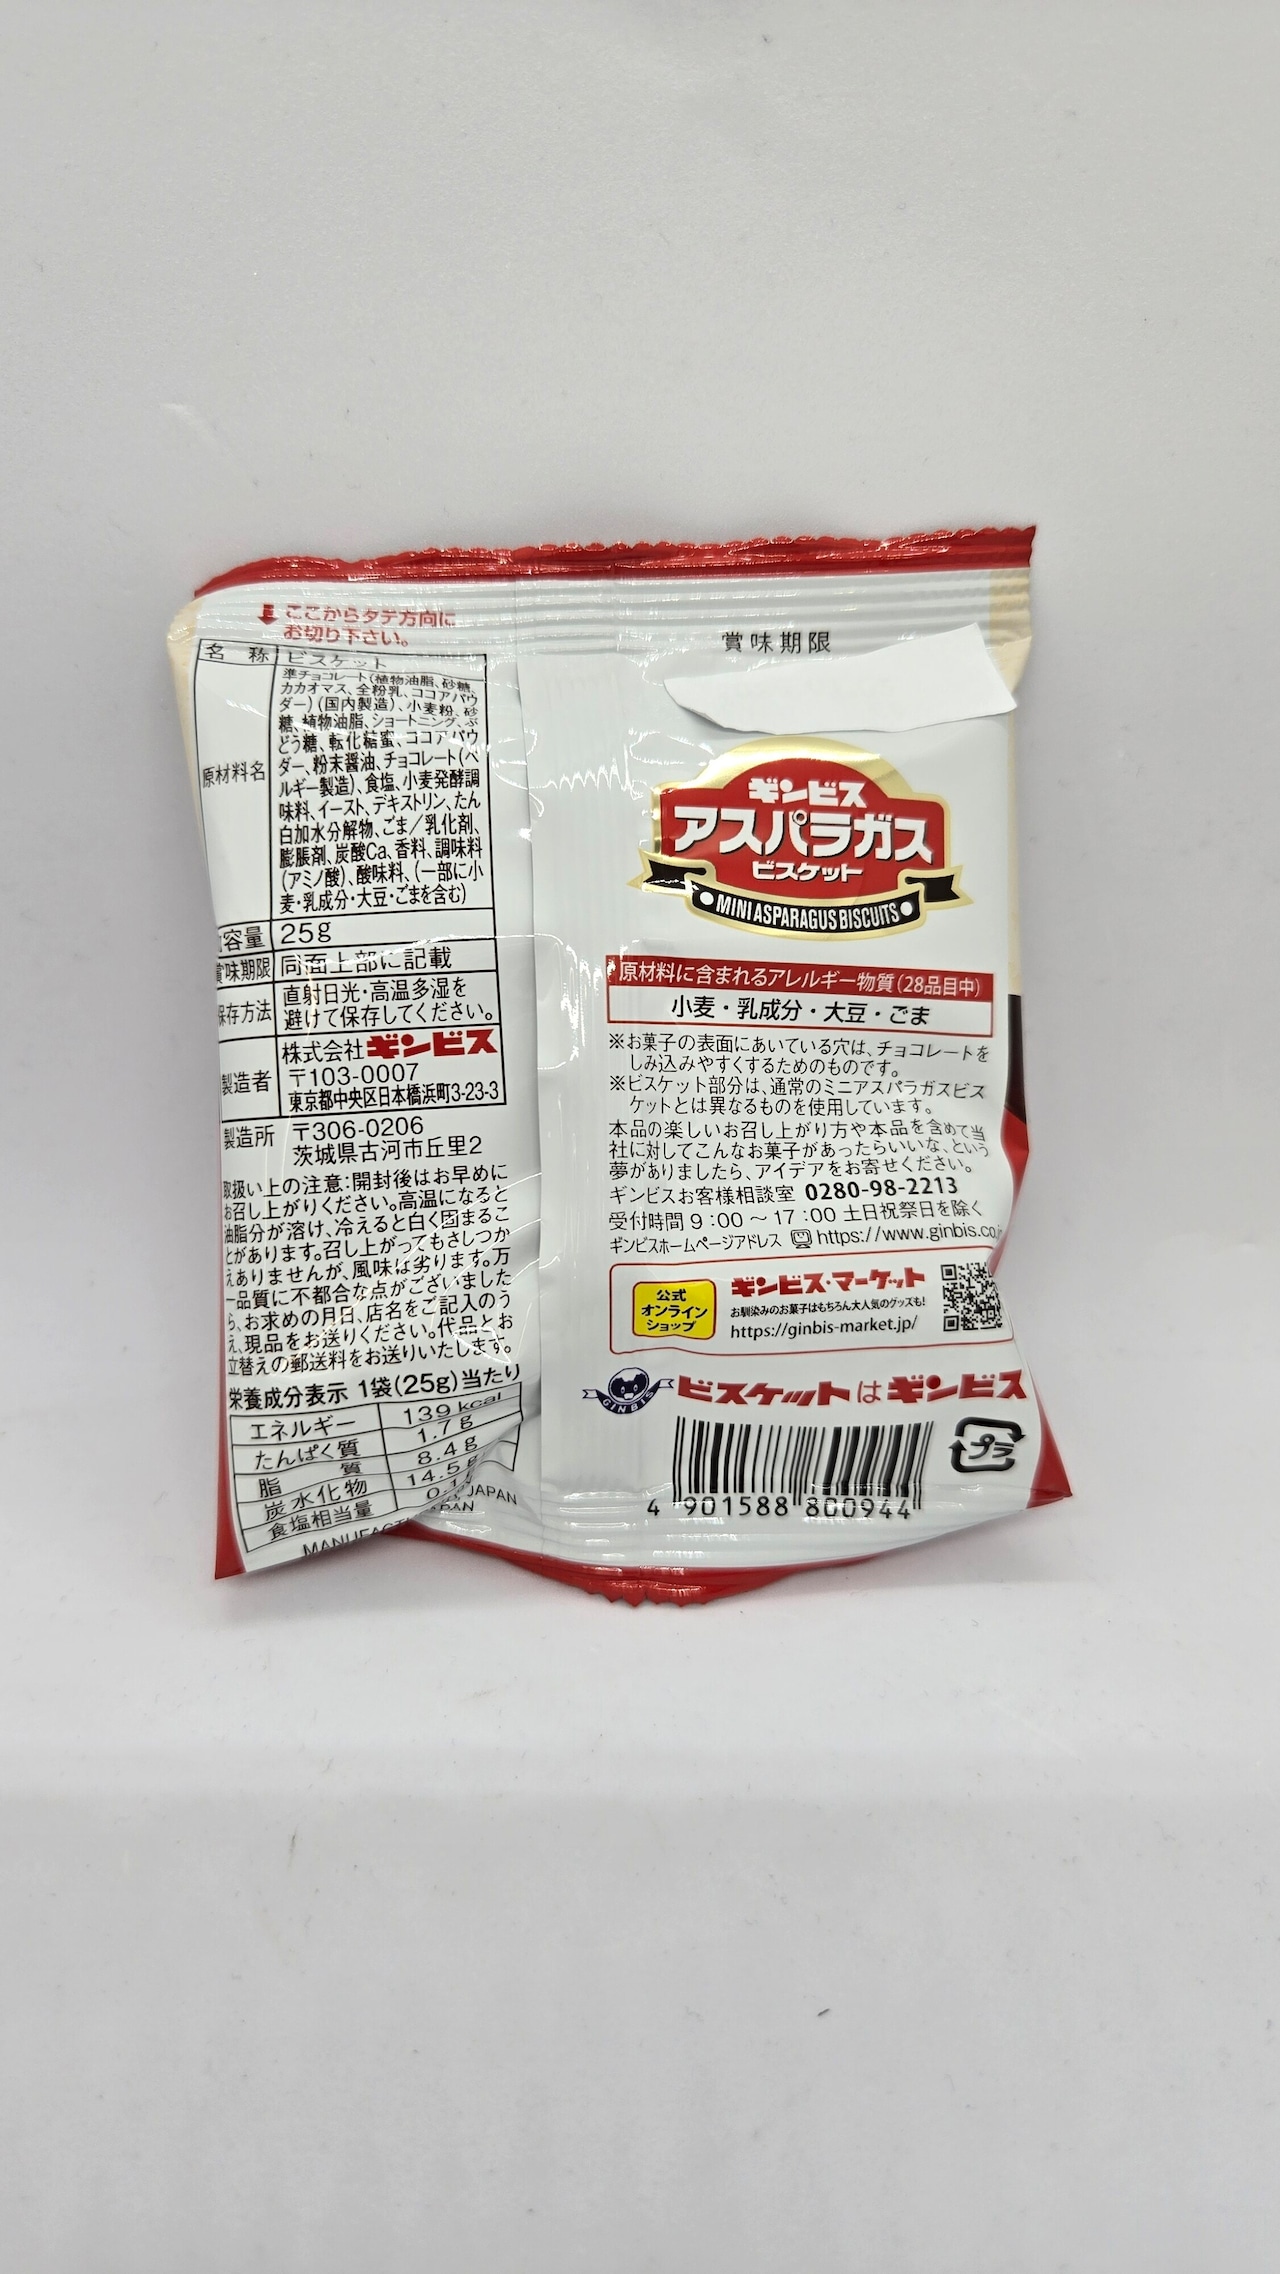 ここからタテ方向に
お切り下さい。
名 称 ビスケット
原材料名
準チョコレート(植物油脂、砂糖、
カカオマス、全粉乳、ココアパウ
ダー)(国内製造)、小麦粉、砂
糖、植物油脂、ショートニング、ぶ
どう糖、転化糖蜜、ココアパウ
ダー、粉末醤油、チョコレート(ベ
ルギー製造)、食塩、小麦発酵調
味料、イースト、デキストリン、たん
白加水分解物、ごま/乳化剤、
膨脹剤、炭酸Ca、香料、調味料
(アミノ酸)、酸味料、(一部に小
麦・乳成分・大豆・ごまを含む)
容量 25g
賞味期限 同面上部に記載
保存方法
直射日光・高温多湿を
避けて保存してください。
製造者
株式会社ギンビス
〒103-0007
東京都中央区日本橋浜町3-23-3
製造所 〒306-0206
茨城県古河市丘里2
取扱い上の注意:開封後はお早めに
お召し上がりください。高温になると
油脂分が溶け、冷えると白く固まるこ
とがあります。召し上がってもさしつか
えありませんが、風味は劣ります。万
一品質に不都合な点がございました
ら、お求めの月日、店名をご記入のう
え、現品をお送りください。代品とお
立替えの郵送料をお送りいたします。
栄養成分表示 1袋(25g)当たり
エネルギー 139 kcal
たんぱく質 1.7 g
脂 質 8.4 g
炭水化物 14.5 g
食塩相当量
JAPAN
賞味期限
ギンビス
アスパラガス
ビスケット
MINI ASPARAGUS BISCUITS
原材料に含まれるアレルギー物質(28品目中)
小麦・乳成分・大豆・ごま
※お菓子の表面にあいている穴は、チョコレートを
しみ込みやすくするためのものです。
※ビスケット部分は、通常のミニアスパラガスビス
ケットとは異なるものを使用しています。
本品の楽しいお召し上がり方や本品を含めて当
社に対してこんなお菓子があったらいいな、という
夢がありましたら、アイデアをお寄せください。
ギンビスお客様相談室 0280-98-2213
受付時間 9:00 〜 17:00 土日祝祭日を除く
ギンビスホームページアドレス https://www.ginbis.co.j
公式
オンライン
ショップ
ギンビス・マーケット
お馴染みのお菓子はもちろん大人気のグッズも!
https://ginbis-market.jp/
GINBIS
ビスケットはギンビス
プラ
4 901588 800944